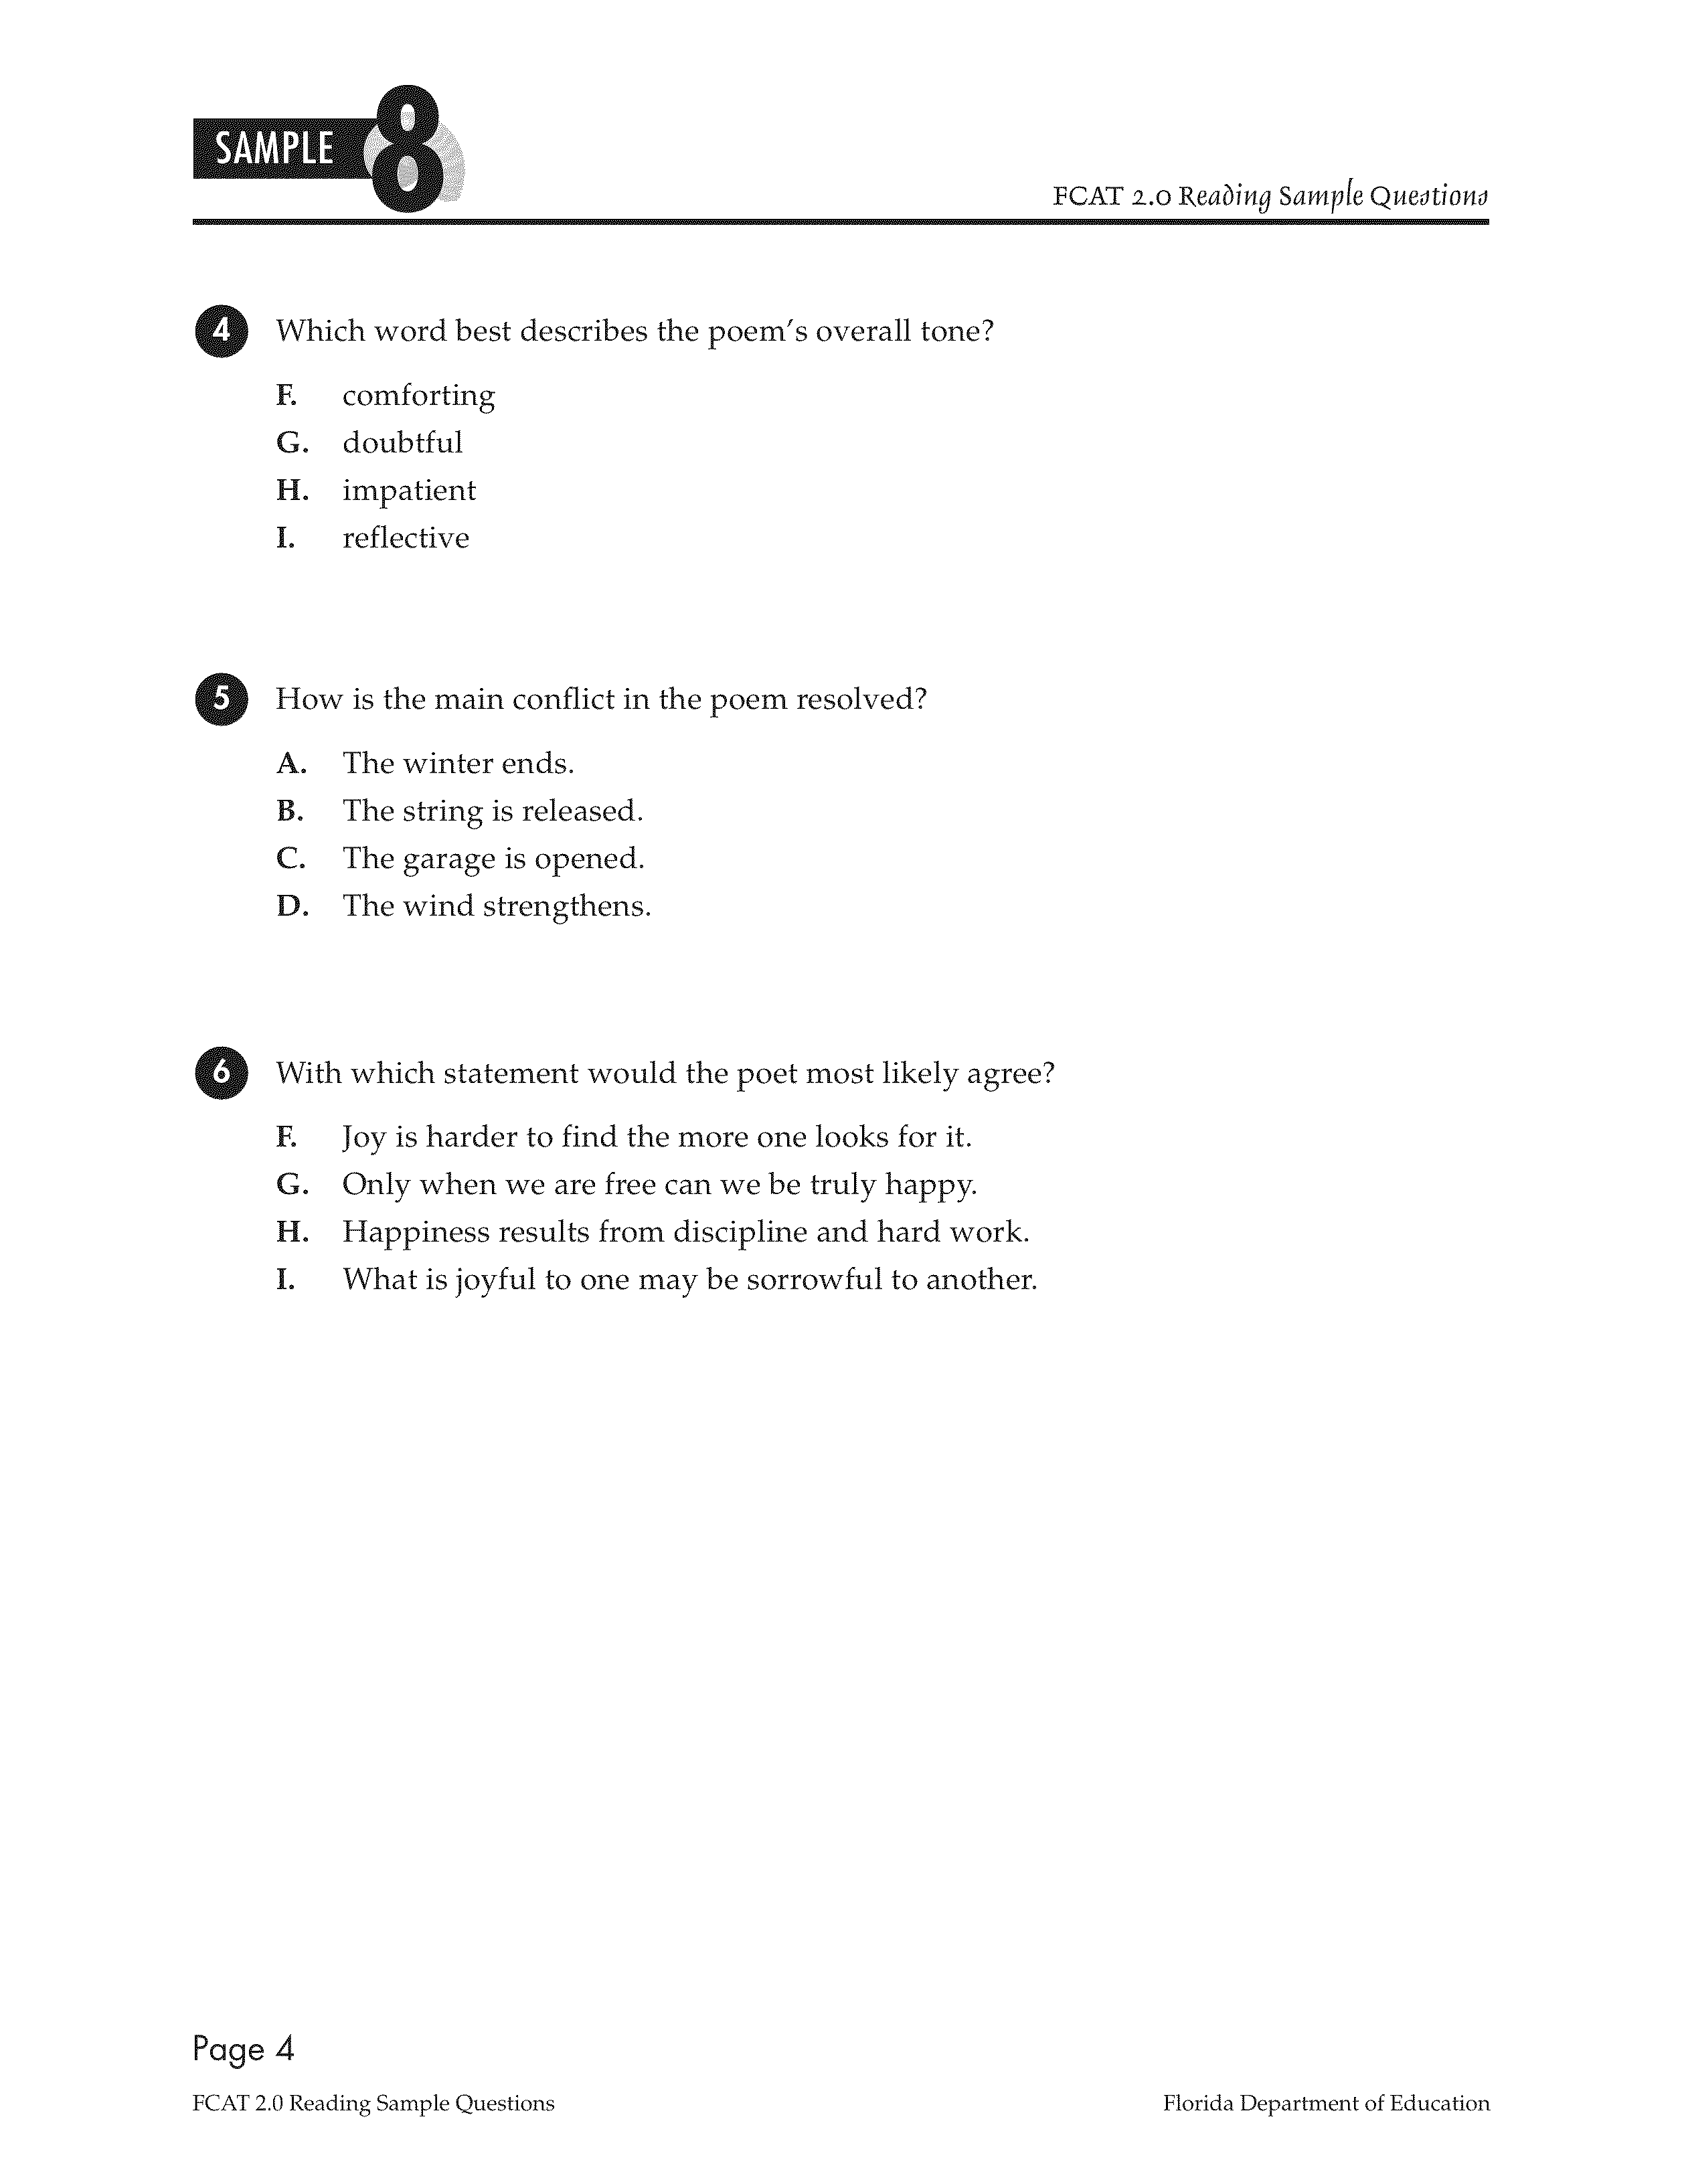 SAMPLE 8
FCAT 2.0 Reading Sample Questions
4 Which word best describes the poem's overall tone?
F. comforting
G. doubtful
H. impatient
I. reflective
5 How is the main conflict in the poem resolved?
A. The winter ends.
B. The string is released.
C. The garage is opened.
D. The wind strengthens.
6 With which statement would the poet most likely agree?
F. Joy is harder to find the more one looks for it.
G. Only when we are free can we be truly happy.
H. Happiness results from discipline and hard work.
I. What is joyful to one may be sorrowful to another.
Page 4
FCAT 2.0 Reading Sample Questions
Florida Department of Education